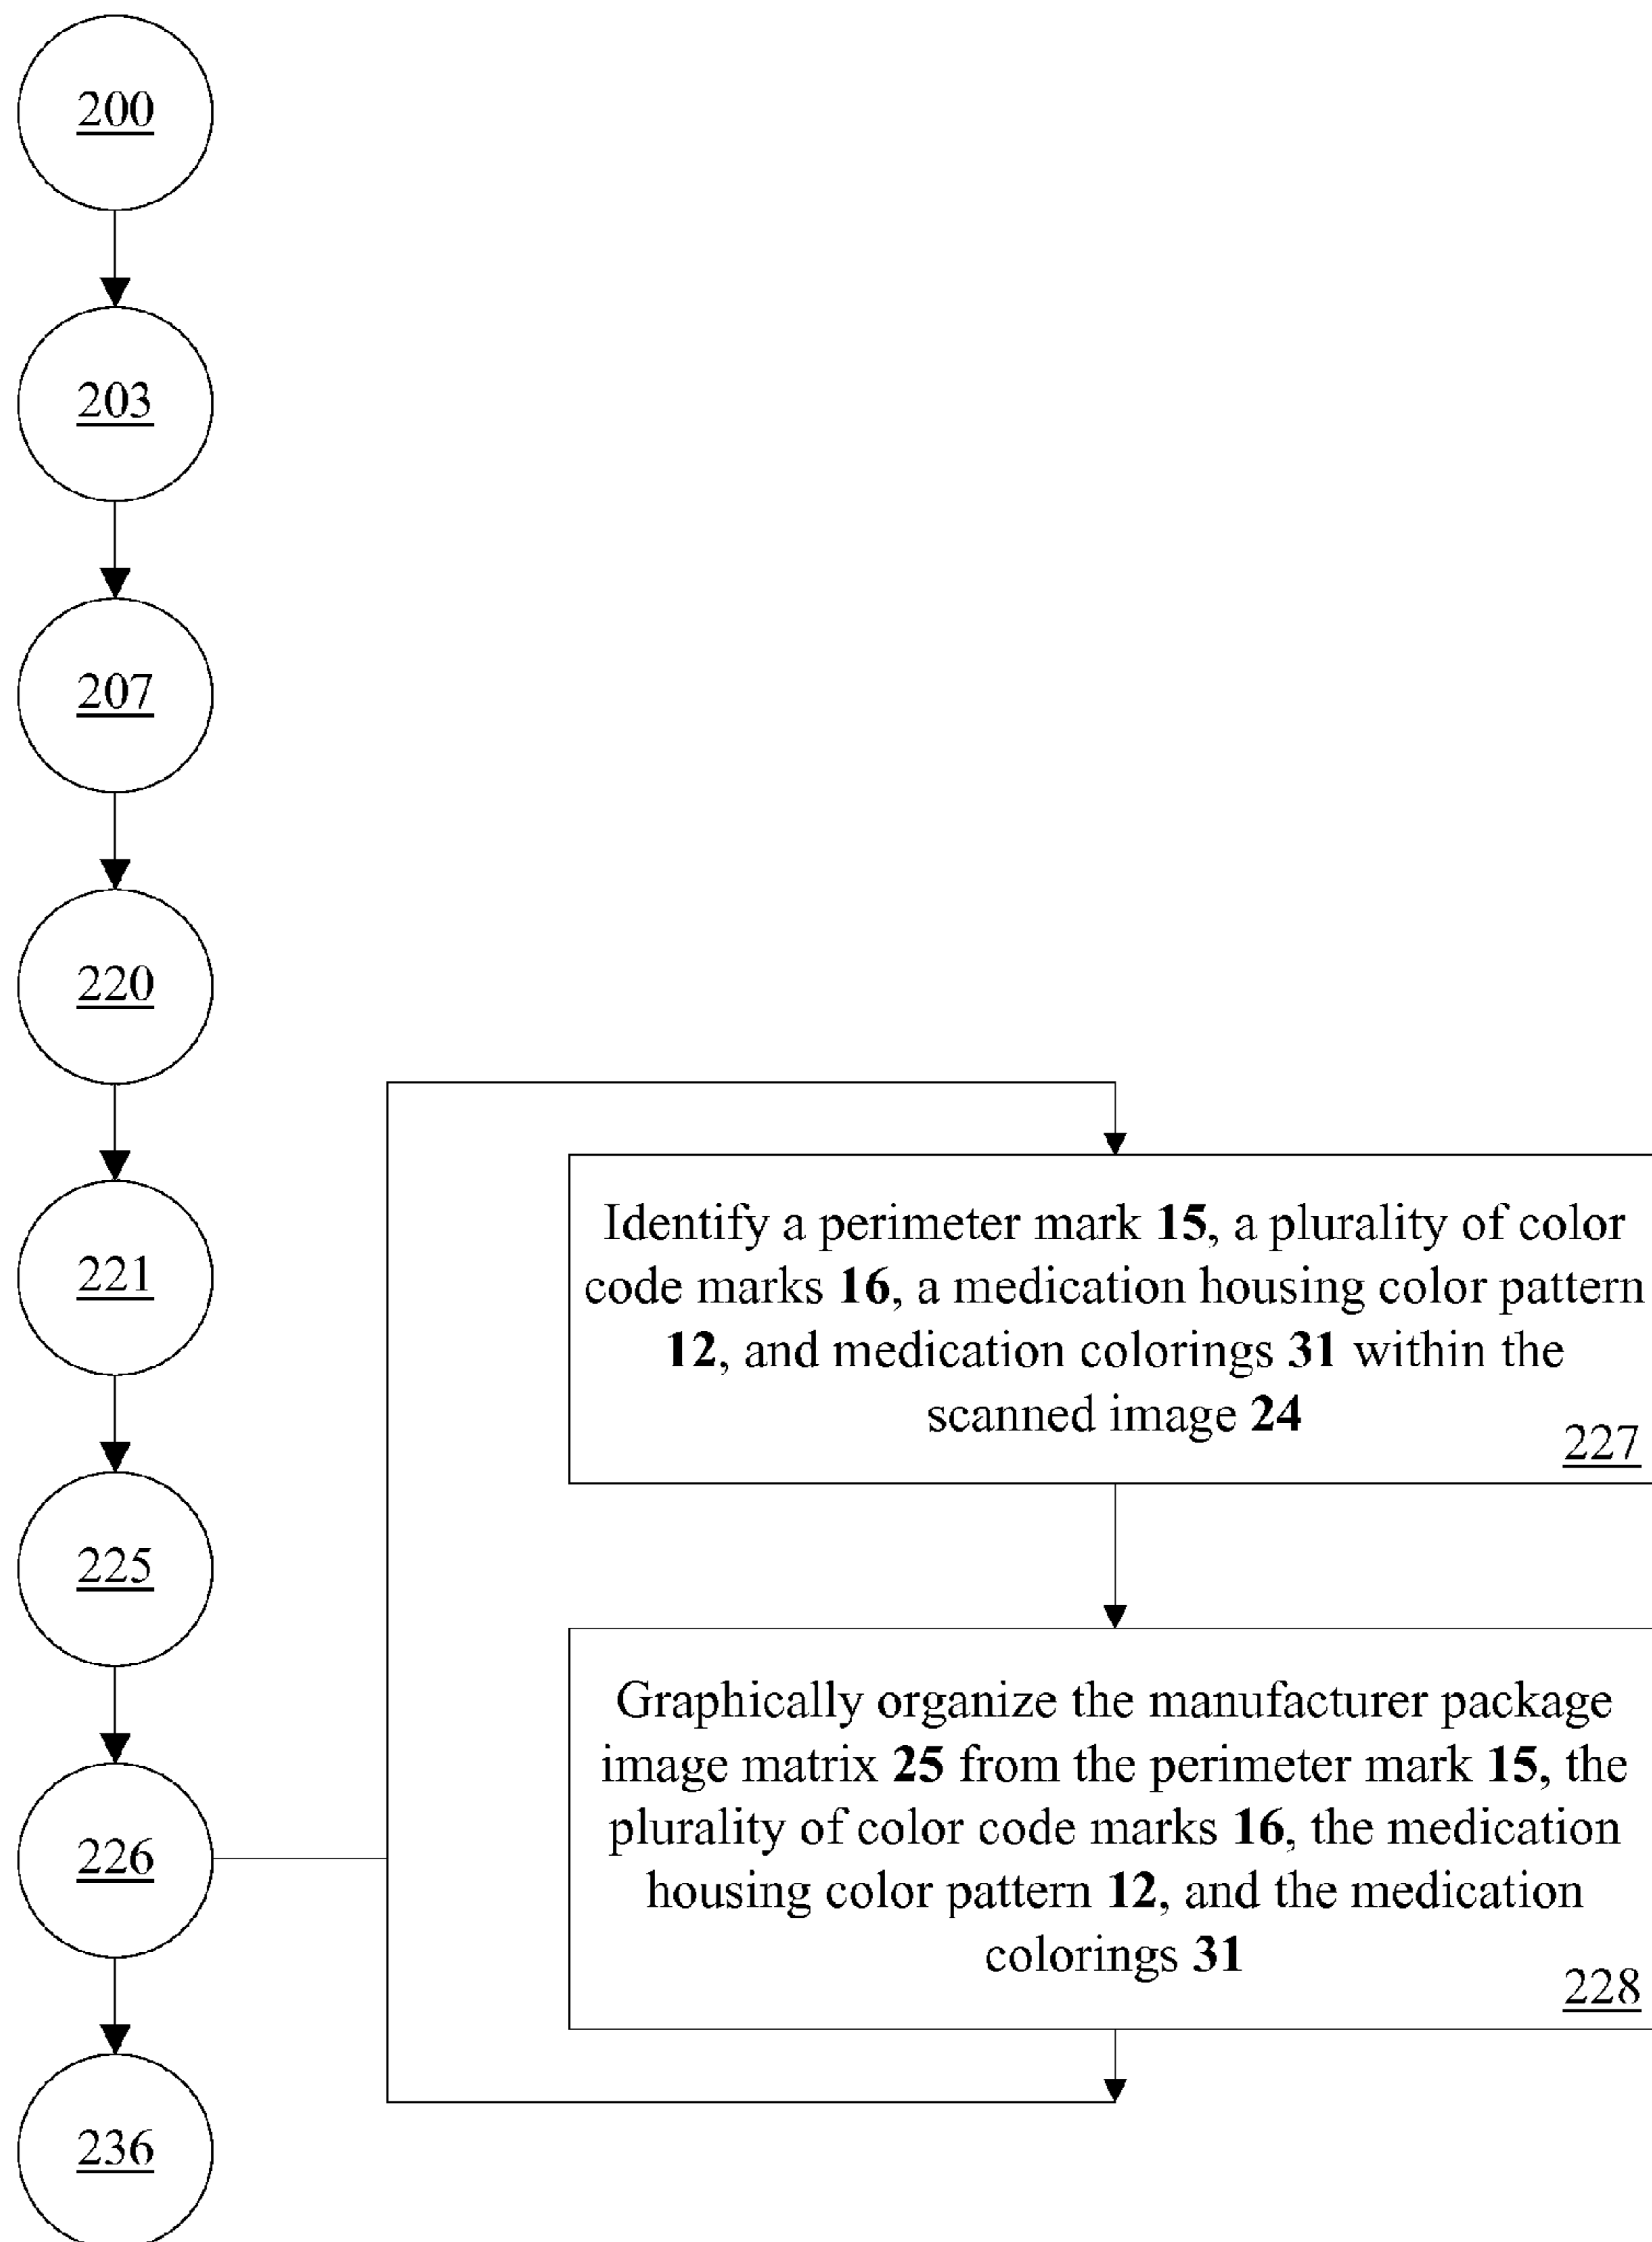 200
203
207
220
221
225
226
236
Identify a perimeter mark 15, a plurality of color
code marks 16, a medication housing color pattern
12, and medication colorings 31 within the
scanned image 24
227
Graphically organize the manufacturer package
image matrix 25 from the perimeter mark 15, the
plurality of color code marks 16, the medication
housing color pattern 12, and the medication
colorings 31
228